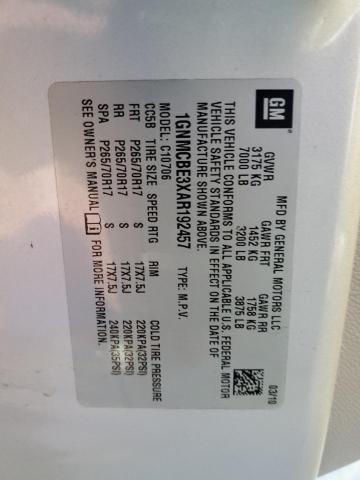 GM
MFD BY GENERAL MOTORS LLC 03/10
GVWR GAWR FRT GAWR RR
3175 KG 1452 KG 1758 KG
7000 LB 3200 LB 3875 LB
THIS VEHICLE CONFORMS TO ALL APPLICABLE U.S. FEDERAL MOTOR
VEHICLE SAFETY STANDARDS IN EFFECT ON THE DATE OF
MANUFACTURE SHOWN ABOVE.
1GNMCBE3XAR192457 TYPE: M.P.V.
MODEL: C10706
CC5B TIRE SIZE SPEED RTG RIM COLD TIRE PRESSURE
FRT P265/70R17 S 17X7.5J 220KPA(32PSI)
RR P265/70R17 S 17X7.5J 220KPA(32PSI)
SPA P265/70R17 S 17X7.5J 240KPA(35PSI)
SEE OWNER'S MANUAL FOR MORE INFORMATION.